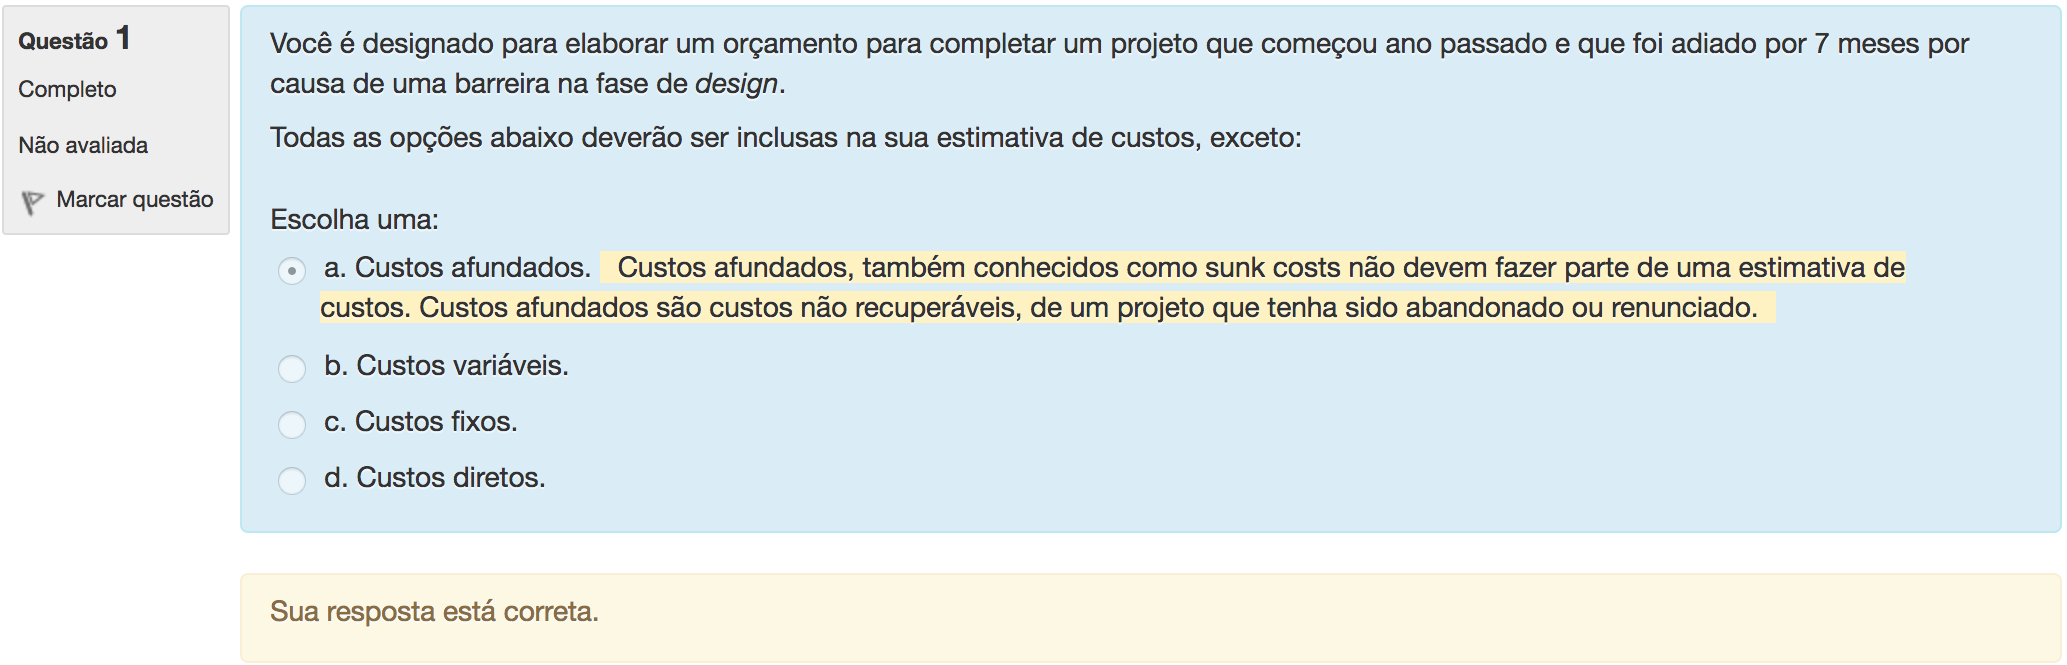 Questão 1
Completo
Não avaliada
Marcar questão
Você é designado para elaborar um orçamento para completar um projeto que começou ano passado e que foi adiado por 7 meses por
causa de uma barreira na fase de design.
Todas as opções abaixo deverão ser inclusas na sua estimativa de custos, exceto:
Escolha uma:
a. Custos afundados. Custos afundados, também conhecidos como sunk costs não devem fazer parte de uma estimativa de
custos. Custos afundados são custos não recuperáveis, de um projeto que tenha sido abandonado ou renunciado.
b. Custos variáveis.
c. Custos fixos.
d. Custos diretos.
Sua resposta está correta.